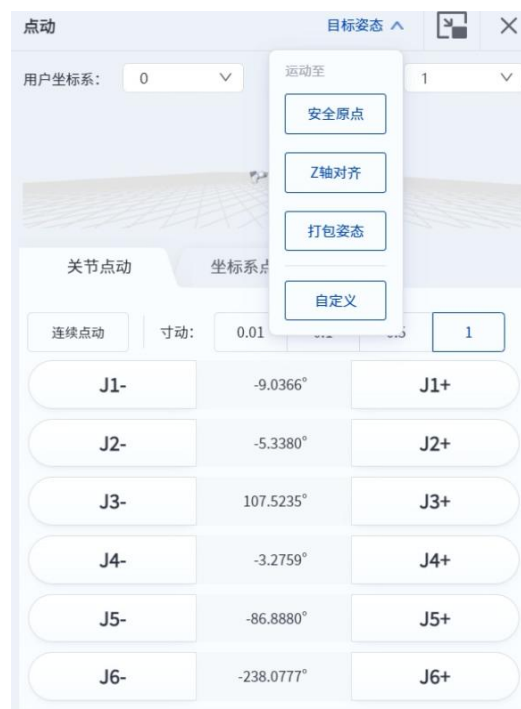 点动 目标姿态
用户坐标系: 0 1
运动至
安全原点
Z轴对齐
打包姿态
自定义
关节点动 坐标系点
连续点动 寸动: 0.01 1
J1- -9.0366° J1+
J2- -5.3380° J2+
J3- 107.5235° J3+
J4- -3.2759° J4+
J5- -86.8880° J5+
J6- -238.0777° J6+